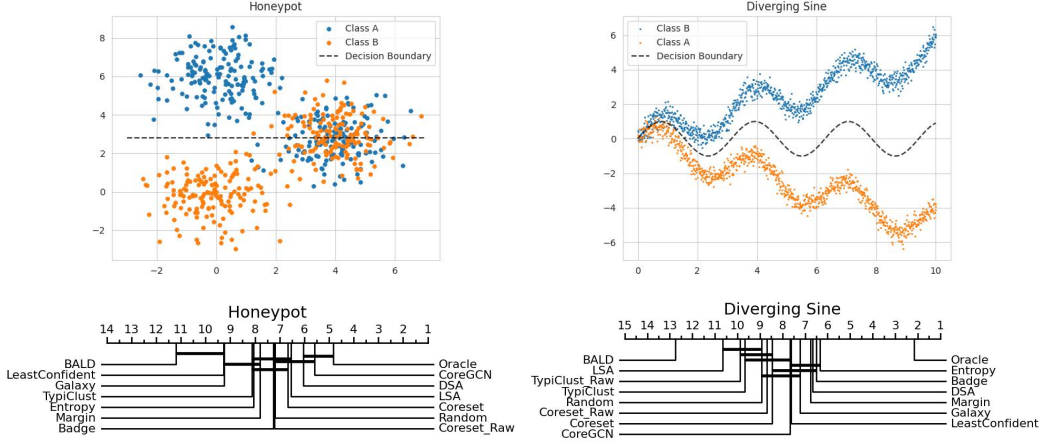 Honeypot
Class A
Class B
Decision Boundary
8
6
4
2
0
−2
−2 0 2 4 6
Diverging Sine
Class B
Class A
Decision Boundary
6
4
2
0
−2
−4
−6
0 2 4 6 8 10
Honeypot
14 13 12 11 10 9 8 7 6 5 4 3 2 1
BALD
LeastConfident
Galaxy
TypiClust
Entropy
Margin
Badge
Oracle
CoreGCN
DSA
LSA
Coreset
Random
Coreset_Raw
Diverging Sine
15 14 13 12 11 10 9 8 7 6 5 4 3 2 1
BALD
LSA
TypiClust_Raw
TypiClust
Random
Coreset_Raw
Coreset
CoreGCN
Oracle
Entropy
Badge
DSA
Margin
Galaxy
LeastConfident